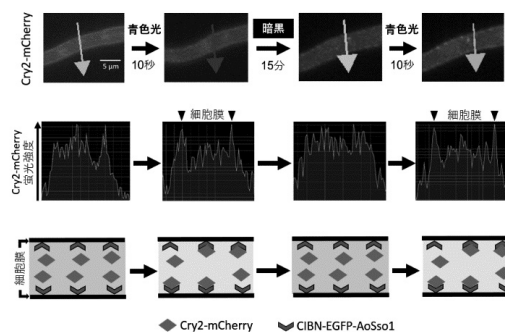 Cry2-mCherry
5 μm
青色光
10秒
暗黒
15分
青色光
10秒
Cry2-mCherry
蛍光強度
細胞膜
細胞膜
細胞膜
Cry2-mCherry
CIBN-EGFP-AoSso1